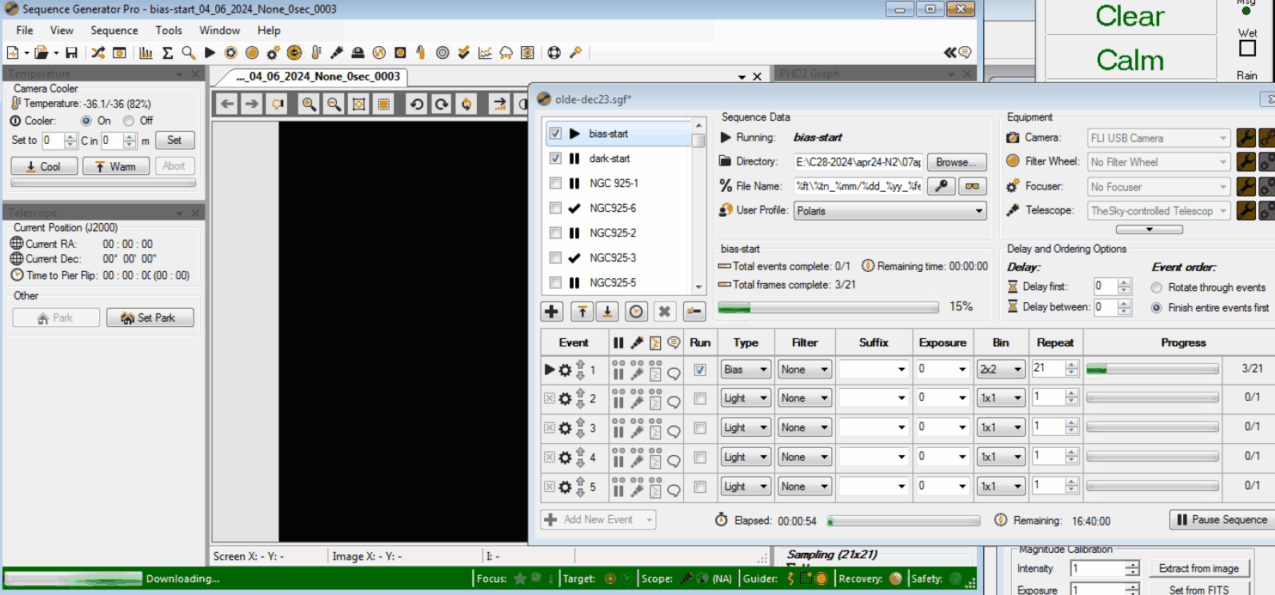 Sequence Generator Pro - bias-start_04_06_2024_None_0sec_0003
File View Sequence Tools Window Help
Temperature
Camera Cooler
Temperature: -36.1/-36 (82%)
Cooler: On Off
Set to 0 C in 0 m Set
Cool Warm Abort
Telescope
Current Position (J2000)
Current RA: 00 : 00 : 00
Current Dec: 00° 00' 00"
Time to Pier Flip: 00 : 00 : 0( (00 : 00)
Other
Park Set Park
..._04_06_2024_None_0sec_0003
PHD2 Graph
Screen X: - Y: -
Image X: - Y: -
I: -
Sampling (21x21)
Downloading...
Focus: Target: Scope: (NA) Guider: Recovery: Safety:
Clear
Calm
Msg
Wet
Rain
olde-dec23.sgf*
bias-start
dark-start
NGC 925-1
NGC925-6
NGC925-2
NGC925-3
NGC925-5
Sequence Data
Running: bias-start
Directory: E:\C28-2024\apr24-N2\07a Browse...
File Name: %ft\%tn_%mm/%dd_%yy_%fe
User Profile: Polaris
bias-start
Total events complete: 0/1 Remaining time: 00:00:00
Total frames complete: 3/21
15%
Equipment
Camera: FLI USB Camera
Filter Wheel: No Filter Wheel
Focuser: No Focuser
Telescope: TheSky-controlled Telescop
Delay and Ordering Options
Delay: Event order:
Delay first: 0 Rotate through events
Delay between: 0 Finish entire events first
Event Run Type Filter Suffix Exposure Bin Repeat Progress
1 Bias None 0 2x2 21 3/21
2 Light None 0 1x1 1 0/1
3 Light None 0 1x1 1 0/1
4 Light None 0 1x1 1 0/1
5 Light None 0 1x1 1 0/1
Add New Event
Elapsed: 00:00:54
Remaining: 16:40:00
Pause Sequence
Magnitude Calibration
Intensity 1 Extract from image
Exposure 1 Set from FITS